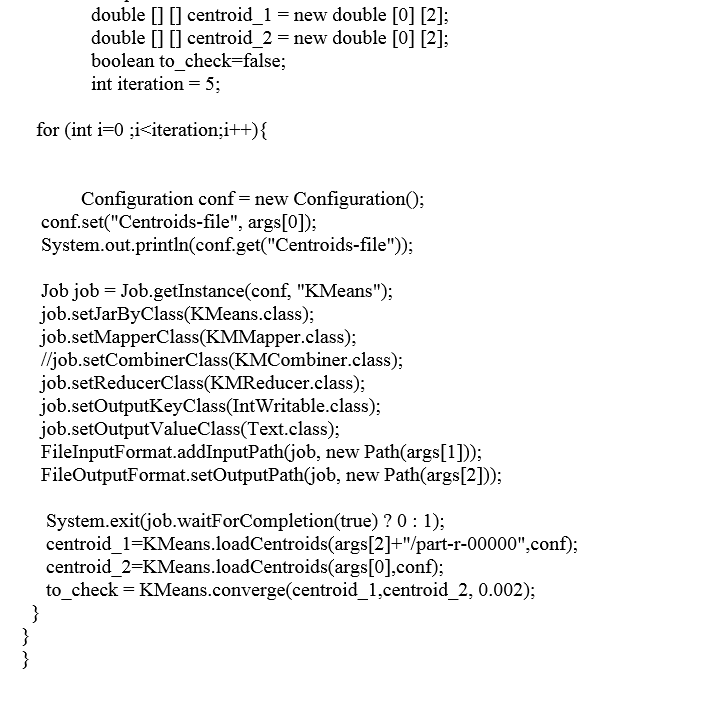 double [] [] centroid_1 = new double [0] [2];
double [] [] centroid_2 = new double [0] [2];
boolean to_check=false;
int iteration = 5;
for (int i=0 ;i<iteration;i++){
Configuration conf = new Configuration();
conf.set("Centroids-file", args[0]);
System.out.println(conf.get("Centroids-file"));
Job job = Job.getInstance(conf, "KMeans");
job.setJarByClass(KMeans.class);
job.setMapperClass(KMMapper.class);
//job.setCombinerClass(KMCombiner.class);
job.setReducerClass(KMReducer.class);
job.setOutputKeyClass(IntWritable.class);
job.setOutputValueClass(Text.class);
FileInputFormat.addInputPath(job, new Path(args[1]));
FileOutputFormat.setOutputPath(job, new Path(args[2]));
System.exit(job.waitForCompletion(true) ? 0 : 1);
centroid_1=KMeans.loadCentroids(args[2]+"/part-r-00000",conf);
centroid_2=KMeans.loadCentroids(args[0],conf);
to_check = KMeans.converge(centroid_1,centroid_2, 0.002);
}
}
}